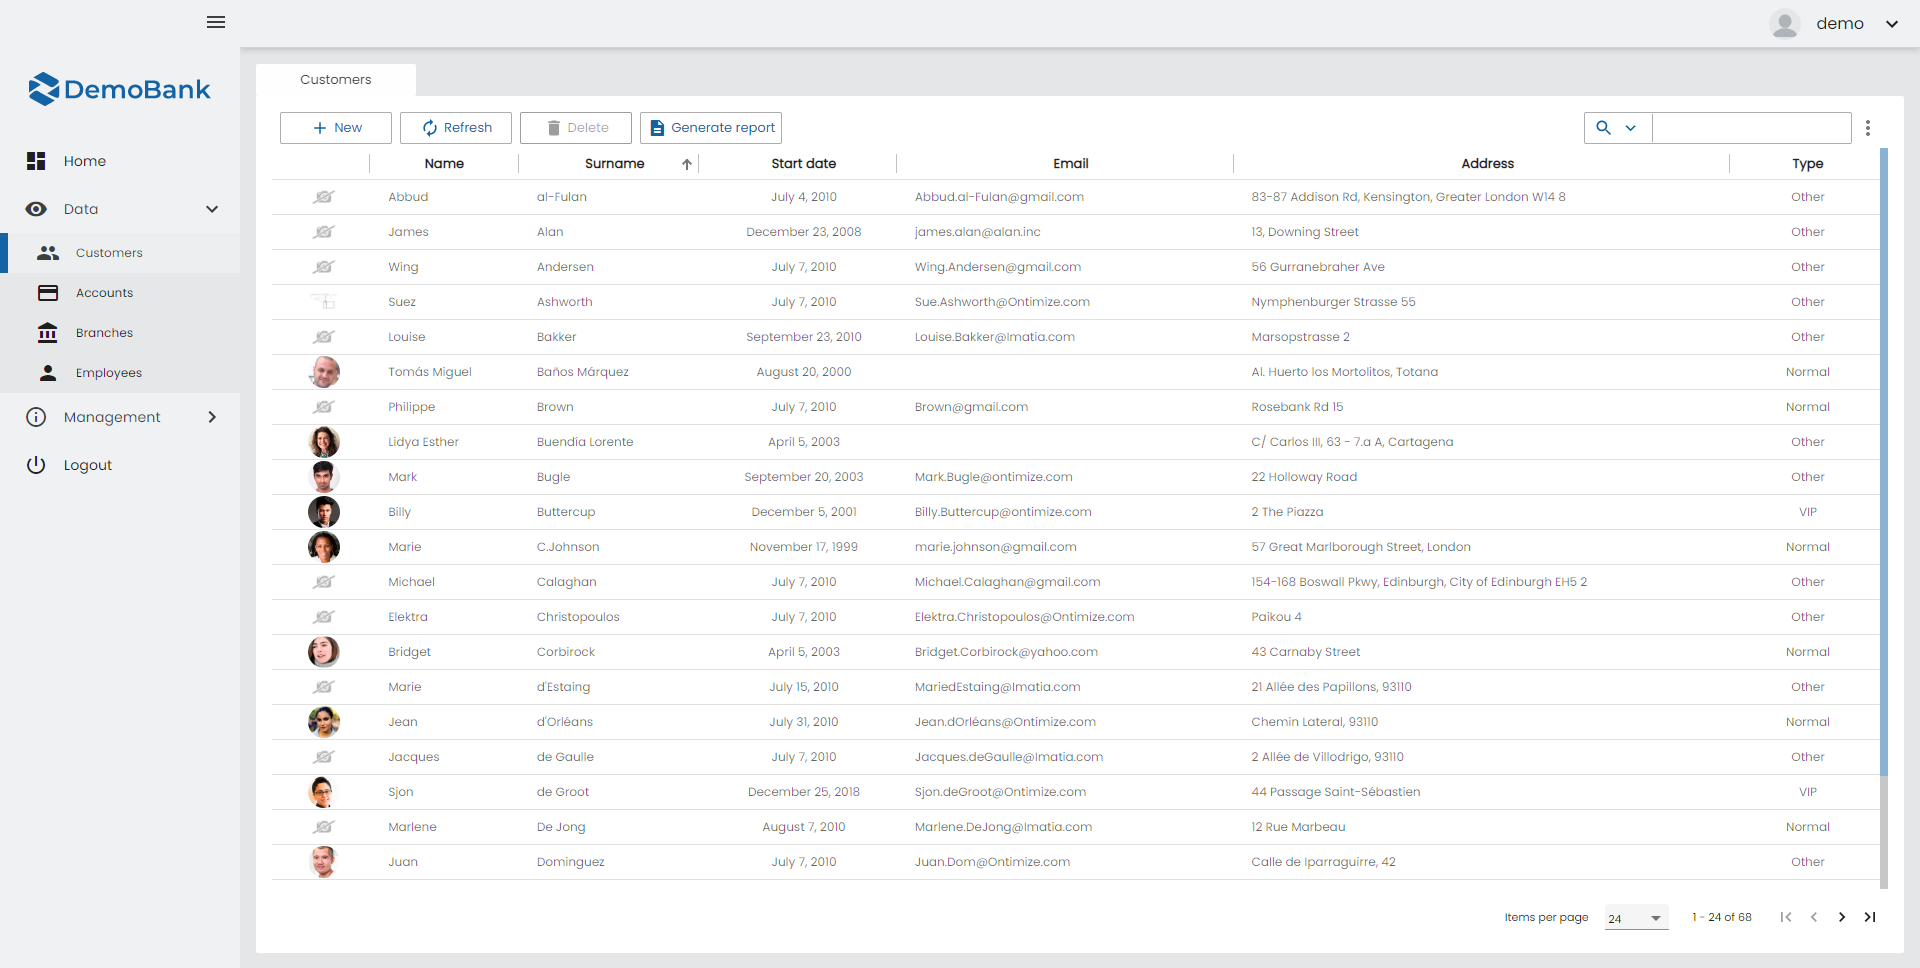 demo
DemoBank
Home
Data
Customers
Accounts
Branches
Employees
Management
Logout
Customers
New Refresh Delete Generate report
Name Surname Start date Email Address Type
Abbud al-Fulan July 4, 2010 Abbud.al-Fulan@gmail.com 83-87 Addison Rd, Kensington, Greater London W14 8 Other
James Alan December 23, 2008 james.alan@alan.inc 13, Downing Street Other
Wing Andersen July 7, 2010 Wing.Andersen@gmail.com 56 Gurranebraher Ave Other
Suez Ashworth July 7, 2010 Sue.Ashworth@Ontimize.com Nymphenburger Strasse 55 Other
Louise Bakker September 23, 2010 Louise.Bakker@Imatia.com Marsopstrasse 2 Other
Tomás Miguel Baños Márquez August 20, 2000 Al. Huerto los Mortolitos, Totana Normal
Philippe Brown July 7, 2010 Brown@gmail.com Rosebank Rd 15 Normal
Lidya Esther Buendía Lorente April 5, 2003 C/ Carlos III, 63 - 7.a A, Cartagena Other
Mark Bugle September 20, 2003 Mark.Bugle@ontimize.com 22 Holloway Road Other
Billy Buttercup December 5, 2001 Billy.Buttercup@ontimize.com 2 The Piazza VIP
Marie C.Johnson November 17, 1999 marie.johnson@gmail.com 57 Great Marlborough Street, London Normal
Michael Calaghan July 7, 2010 Michael.Calaghan@gmail.com 154-168 Boswall Pkwy, Edinburgh, City of Edinburgh EH5 2 Other
Elektra Christopoulos July 7, 2010 Elektra.Christopoulos@Ontimize.com Paikou 4 Other
Bridget Corbirock April 5, 2003 Bridget.Corbirock@yahoo.com 43 Carnaby Street Normal
Marie d'Estaing July 15, 2010 MariedEstaing@Imatia.com 21 Allée des Papillons, 93110 Other
Jean d'Orléans July 31, 2010 Jean.dOrléans@Ontimize.com Chemin Lateral, 93110 Normal
Jacques de Gaulle July 7, 2010 Jacques.deGaulle@Imatia.com 2 Allée de Villodrigo, 93110 Other
Sjon de Groot December 25, 2018 Sjon.deGroot@Ontimize.com 44 Passage Saint-Sébastien VIP
Marlene De Jong August 7, 2010 Marlene.DeJong@Imatia.com 12 Rue Marbeau Normal
Juan Dominguez July 7, 2010 Juan.Dom@Ontimize.com Calle de Iparraguirre, 42 Other
Items per page 24 1 - 24 of 68